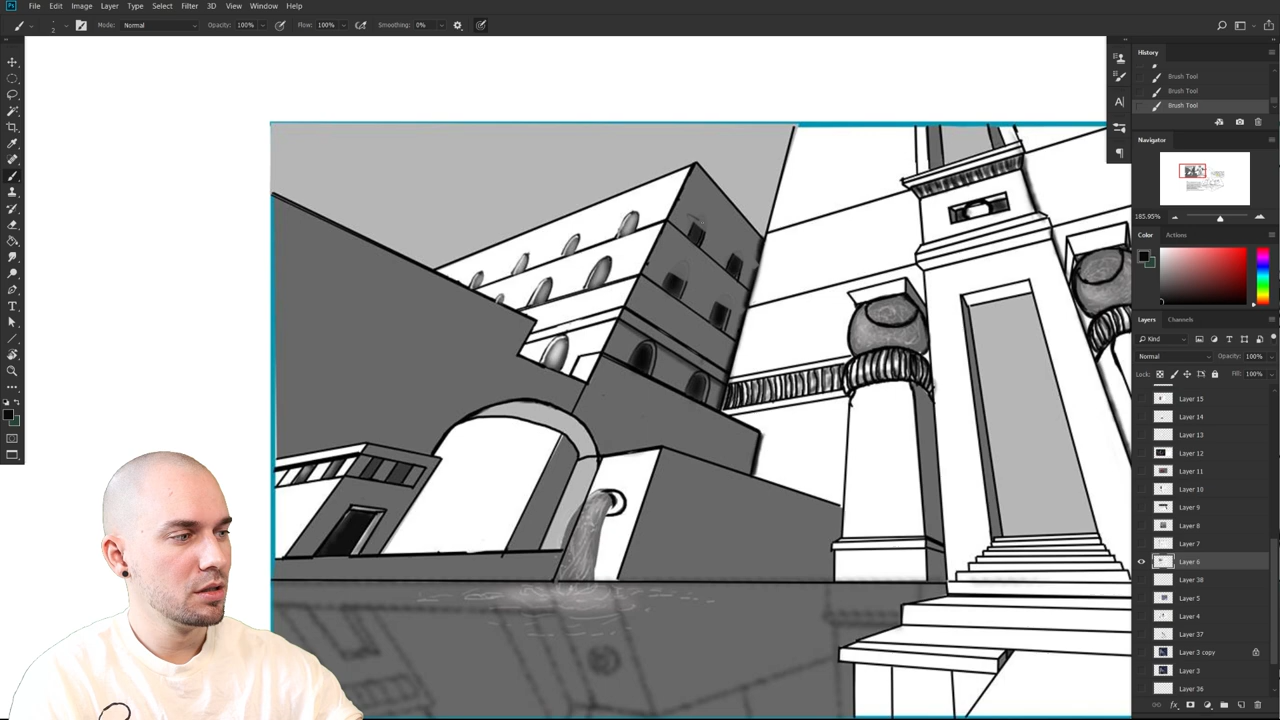 Ps File Edit Image Layer Type Select Filter 3D View Window Help
2 Mode: Normal Opacity: 100% Flow: 100% Smoothing: 0%
History
Brush Tool
Brush Tool
Brush Tool
Navigator
185.95%
Color Actions
Layers Channels
Kind
Normal Opacity: 100%
Lock: Fill: 100%
Layer 15
Layer 14
Layer 13
Layer 12
Layer 11
Layer 10
Layer 9
Layer 8
Layer 7
Layer 6
Layer 38
Layer 5
Layer 4
Layer 37
Layer 3 copy
Layer 3
Layer 36